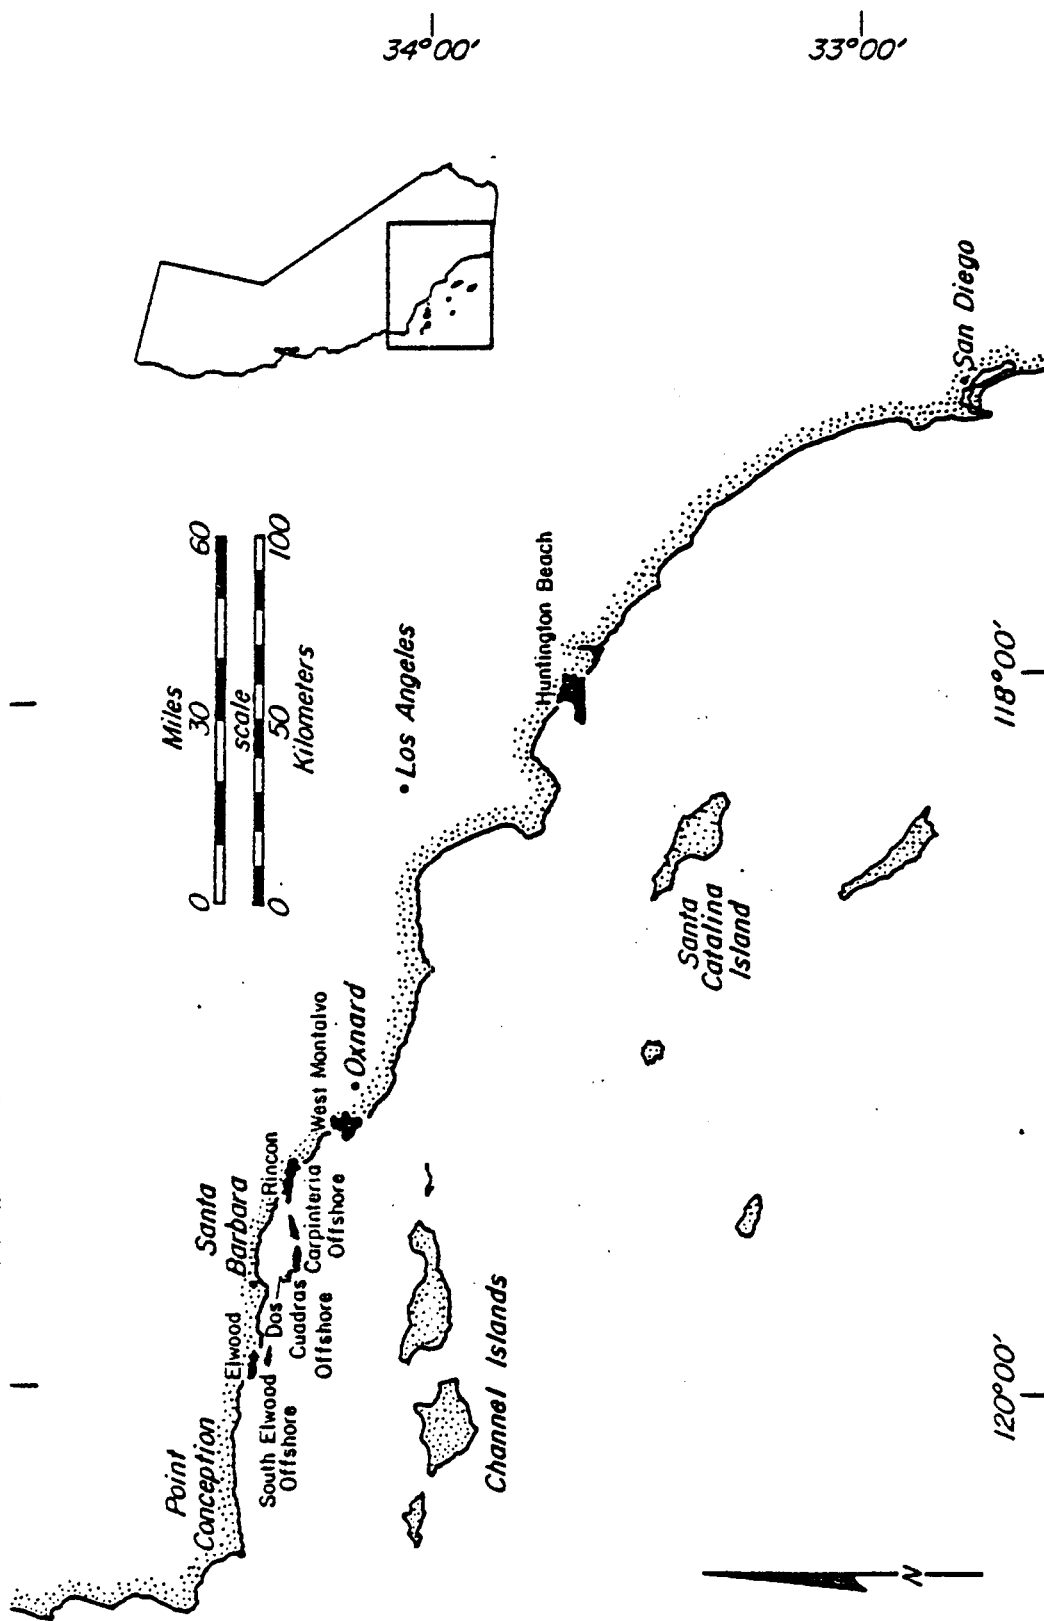 34°00'
33°00'
Miles
0 30 60
scale
0 50 100
Kilometers
Point
Conception
Santa
Barbara
Elwood
South Elwood
Offshore
Dos
Cuadras
Offshore
Rincon
Carpinteria
Offshore
West Montalvo
Oxnard
Los Angeles
Huntington Beach
San Diego
Channel Islands
Santa
Catalina
Island
120°00'
118°00'
N